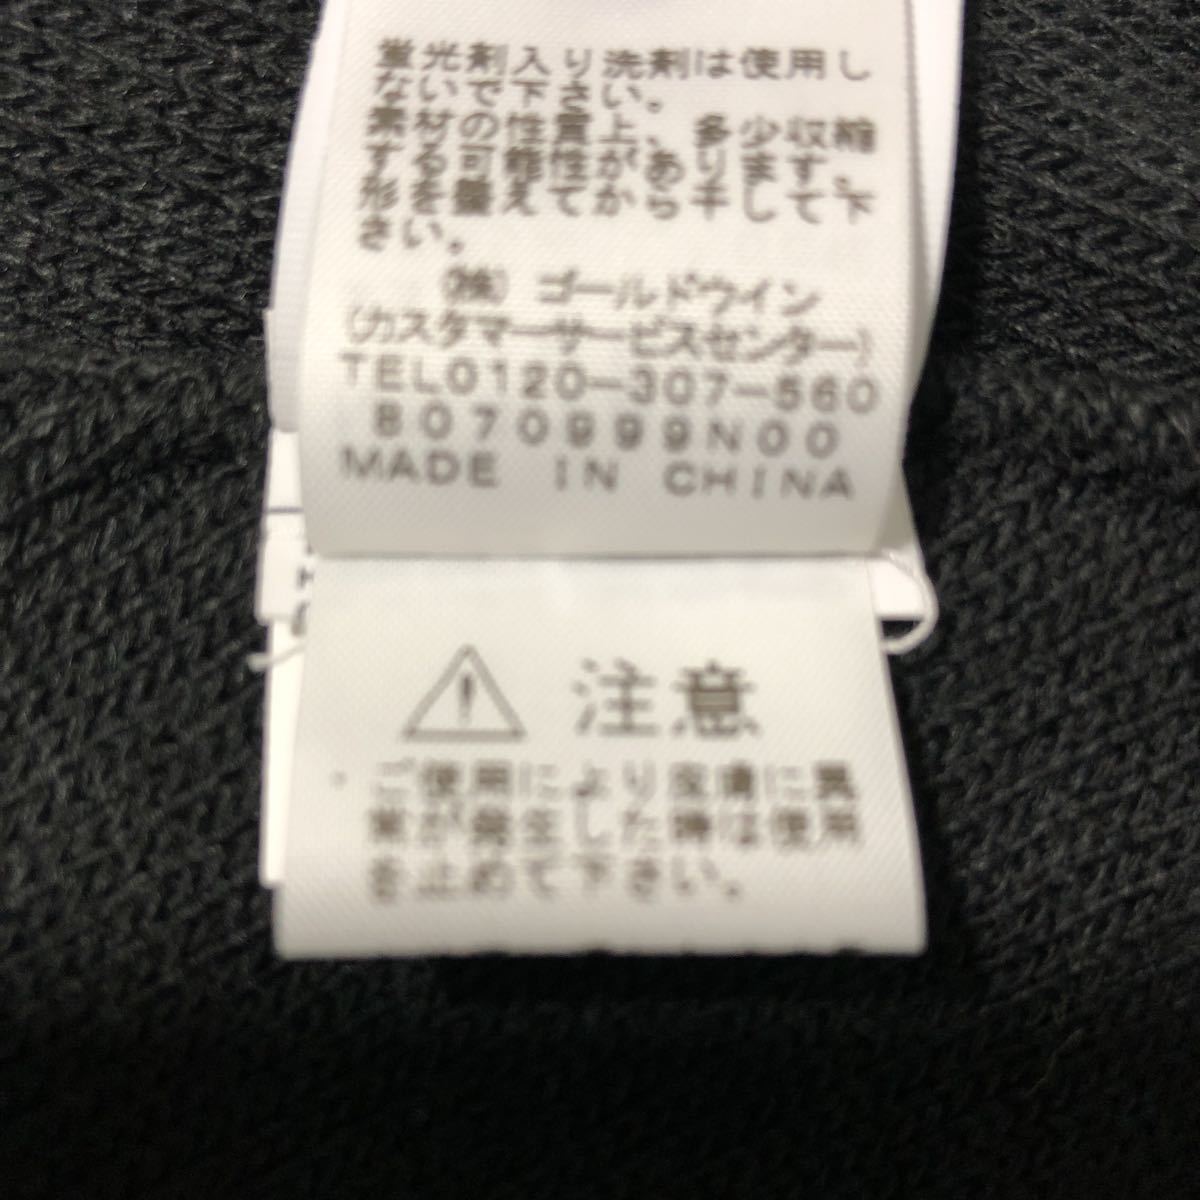 蛍光剤入り洗剤は使用し
ないで下さい。
素材の性質上、多少収縮
する可能性があります。
形を整えてから干して下
さい。
(株) ゴールドウイン
(カスタマーサービスセンター)
TEL0120-307-560
B070999N00
MADE IN CHINA
注意
・ご使用により皮膚に異
常が発生した時は使用
を止めて下さい。